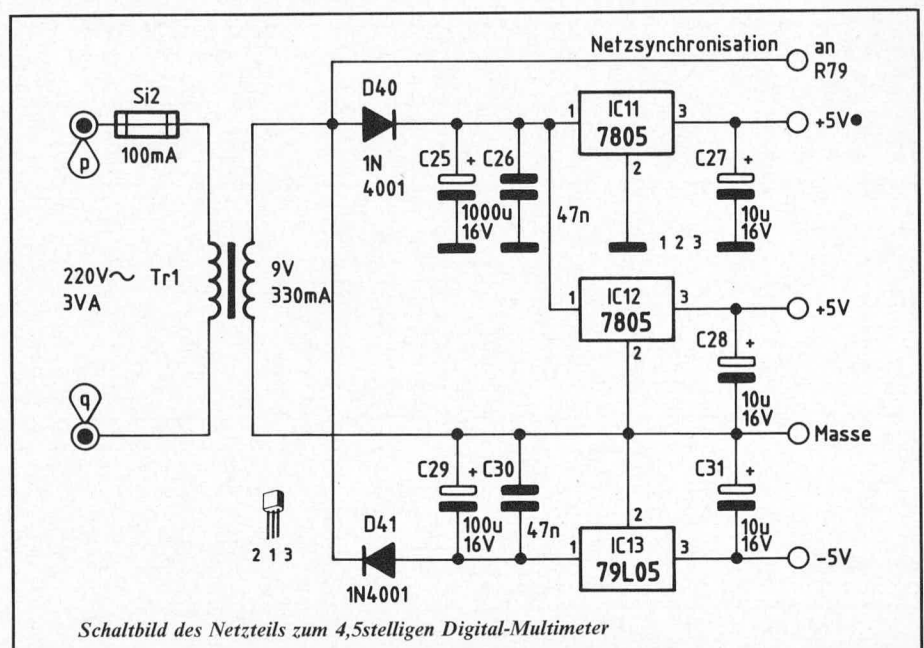 Netzsynchronisation
an
R79
Si2
100mA
p
220V~
3VA
Tr1
9V
330mA
q
D40
1N
4001
C25
+
1000u
16V
C26
47n
1
IC11
7805
3
2
C27
+
10u
16V
+5V●
1 2 3
1
IC12
7805
3
2
+5V
C28
+
10u
16V
Masse
C29
+
100u
16V
C30
47n
C31
+
10u
16V
2 1 3
D41
1N4001
2
1
IC13
79L05
3
-5V
Schaltbild des Netzteils zum 4,5stelligen Digital-Multimeter